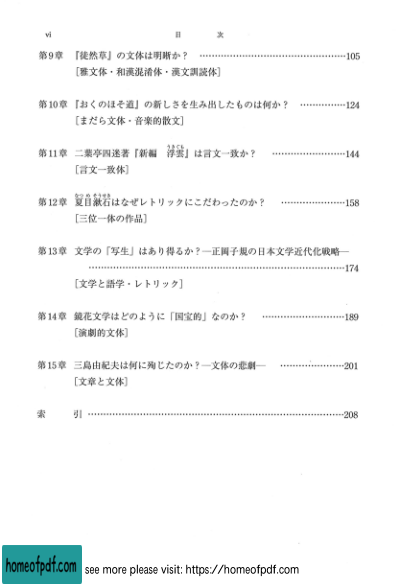 vi 目 次
第9章 『徒然草』の文体は明晰か? ……………………………………………105
［雅文体・和漢混淆体・漢文訓読体］
第10章 『おくのほそ道』の新しさを生み出したものは何か? ……………124
［まだら文体・音楽的散文］
うきぐも
第11章 二葉亭四迷著『新編 浮雲』は言文一致か? ……………………144
［言文一致体］
なつめそうせき
第12章 夏目漱石はなぜレトリックにこだわったのか? …………………158
［三位一体の作品］
第13章 文学の「写生」はあり得るか?―正岡子規の日本文学近代化戦略―
……………………………………………………………………………174
［文学と語学・レトリック］
第14章 鏡花文学はどのように「国宝的」なのか? ………………………189
［演劇的文体］
第15章 三島由紀夫は何に殉じたのか?―文体の悲劇― …………………201
［文章と文体］
索 引 ……………………………………………………………………………208
homeofpdf.com see more please visit: https://homeofpdf.com